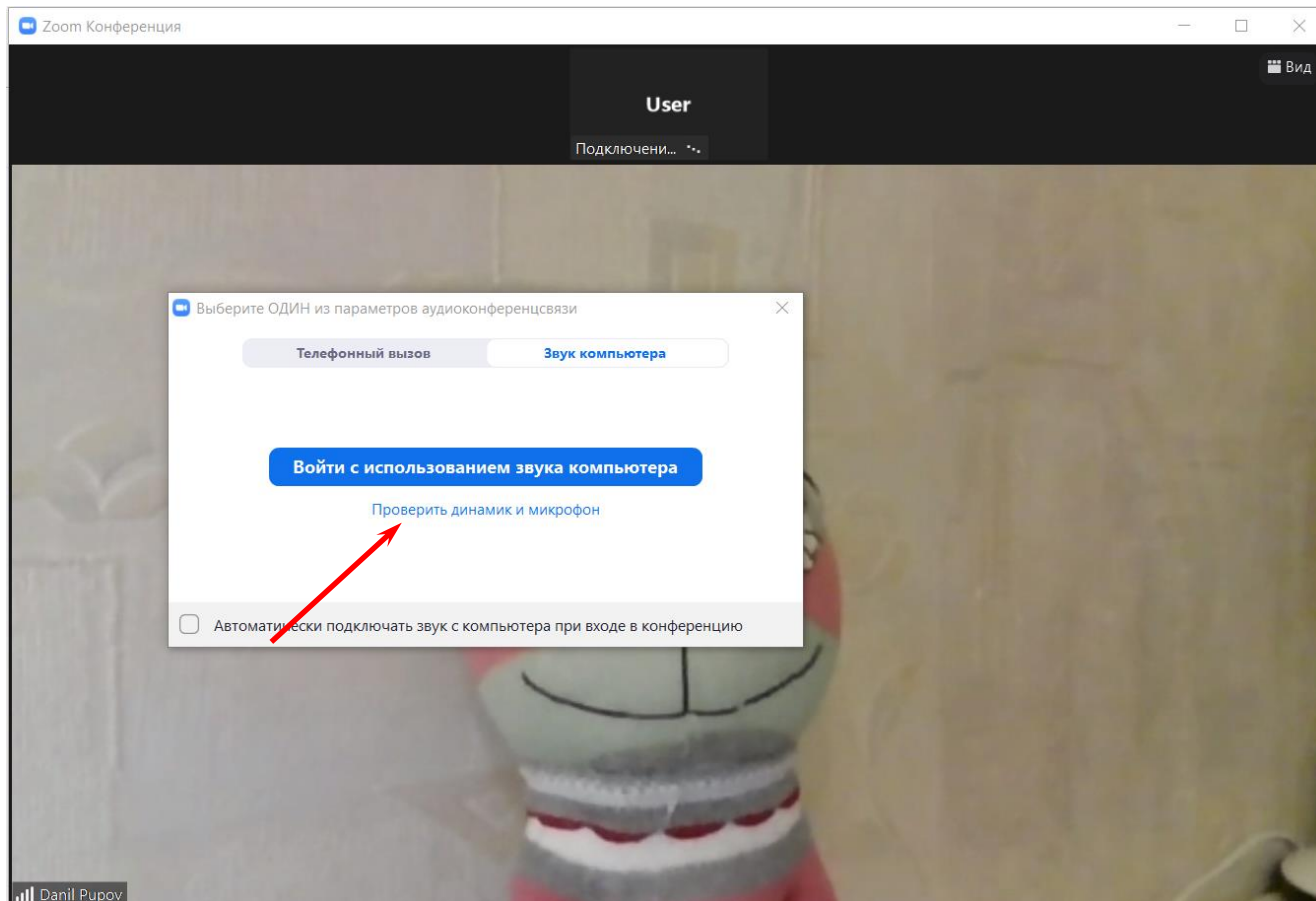 Zoom Конференция
Вид
User
Подключени...
Выберите ОДИН из параметров аудиоконференцсвязи
Телефонный вызов
Звук компьютера
Войти с использованием звука компьютера
Проверить динамик и микрофон
Автоматически подключать звук с компьютера при входе в конференцию
Danil Pupov